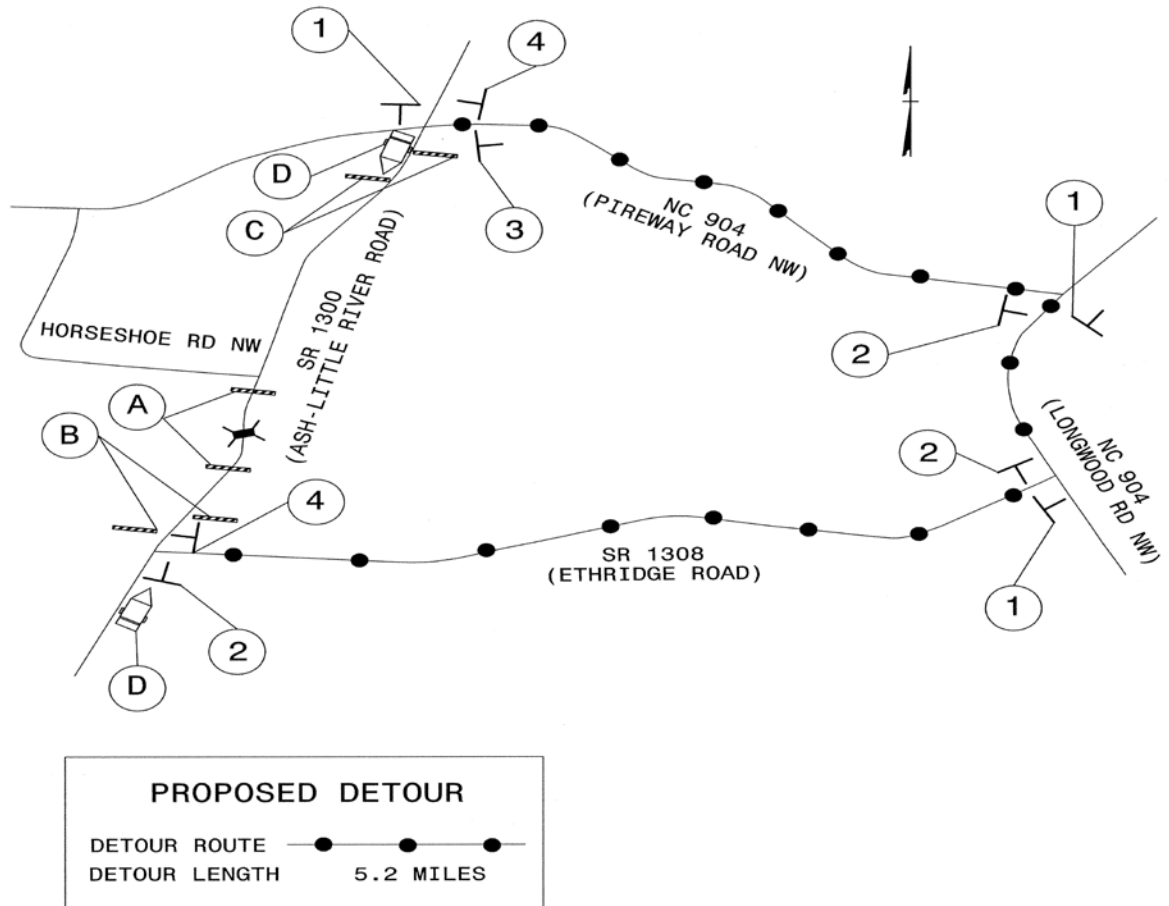 1
4
D
C
3
NC 904
(PIREWAY ROAD NW)
1
2
HORSESHOE RD NW
SR 1300
(ASH-LITTLE RIVER ROAD)
A
B
4
2
NC 904
(LONGWOOD RD NW)
SR 1308
(ETHRIDGE ROAD)
1
2
D
PROPOSED DETOUR
DETOUR ROUTE
DETOUR LENGTH 5.2 MILES